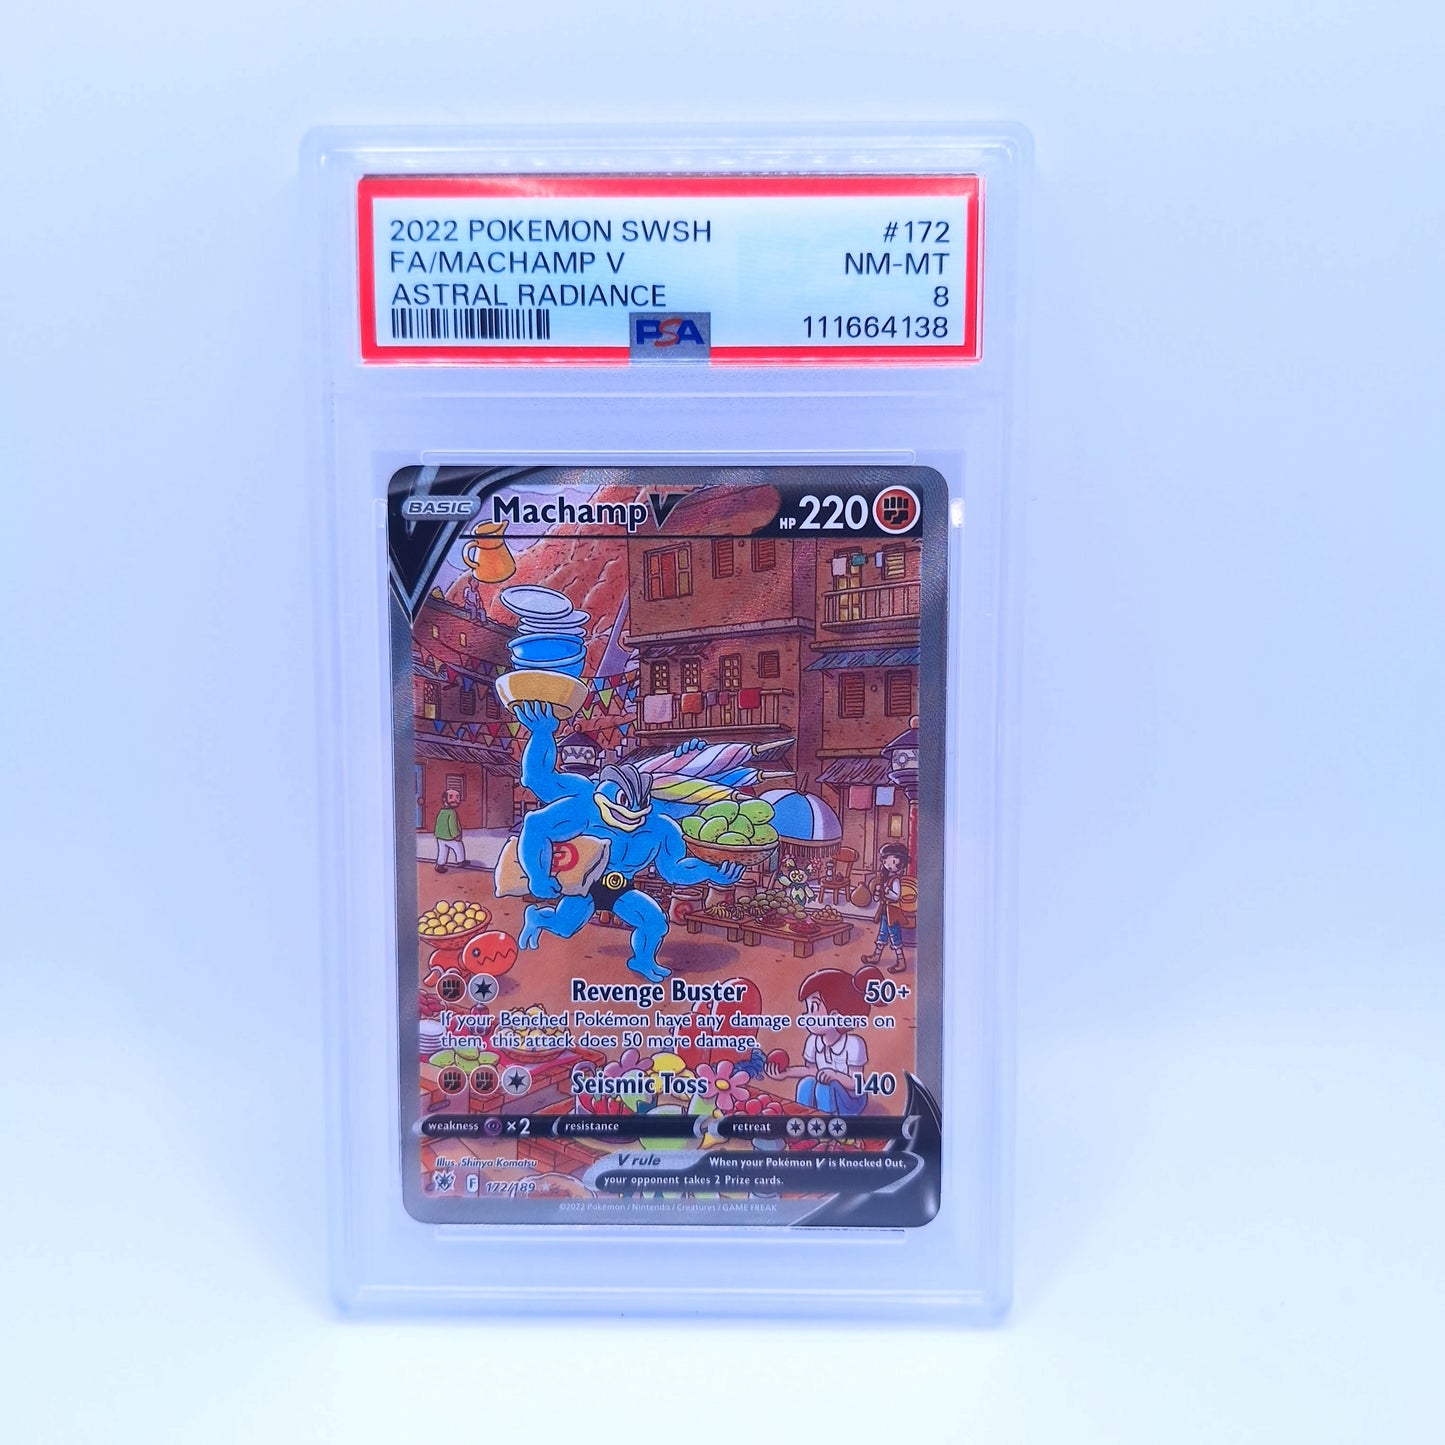 2022 POKEMON SWSH #172
FA/MACHAMP V NM-MT
ASTRAL RADIANCE 8
PSA 111664138
BASIC Machamp V HP 220
Revenge Buster 50+
If your Benched Pokémon have any damage counters on
them, this attack does 50 more damage.
Seismic Toss 140
weakness ×2 resistance retreat
Illus. Shinya Komatsu
V rule When your Pokémon V is Knocked Out,
your opponent takes 2 Prize cards.
F 172/189
©2022 Pokémon / Nintendo / Creatures / GAME FREAK